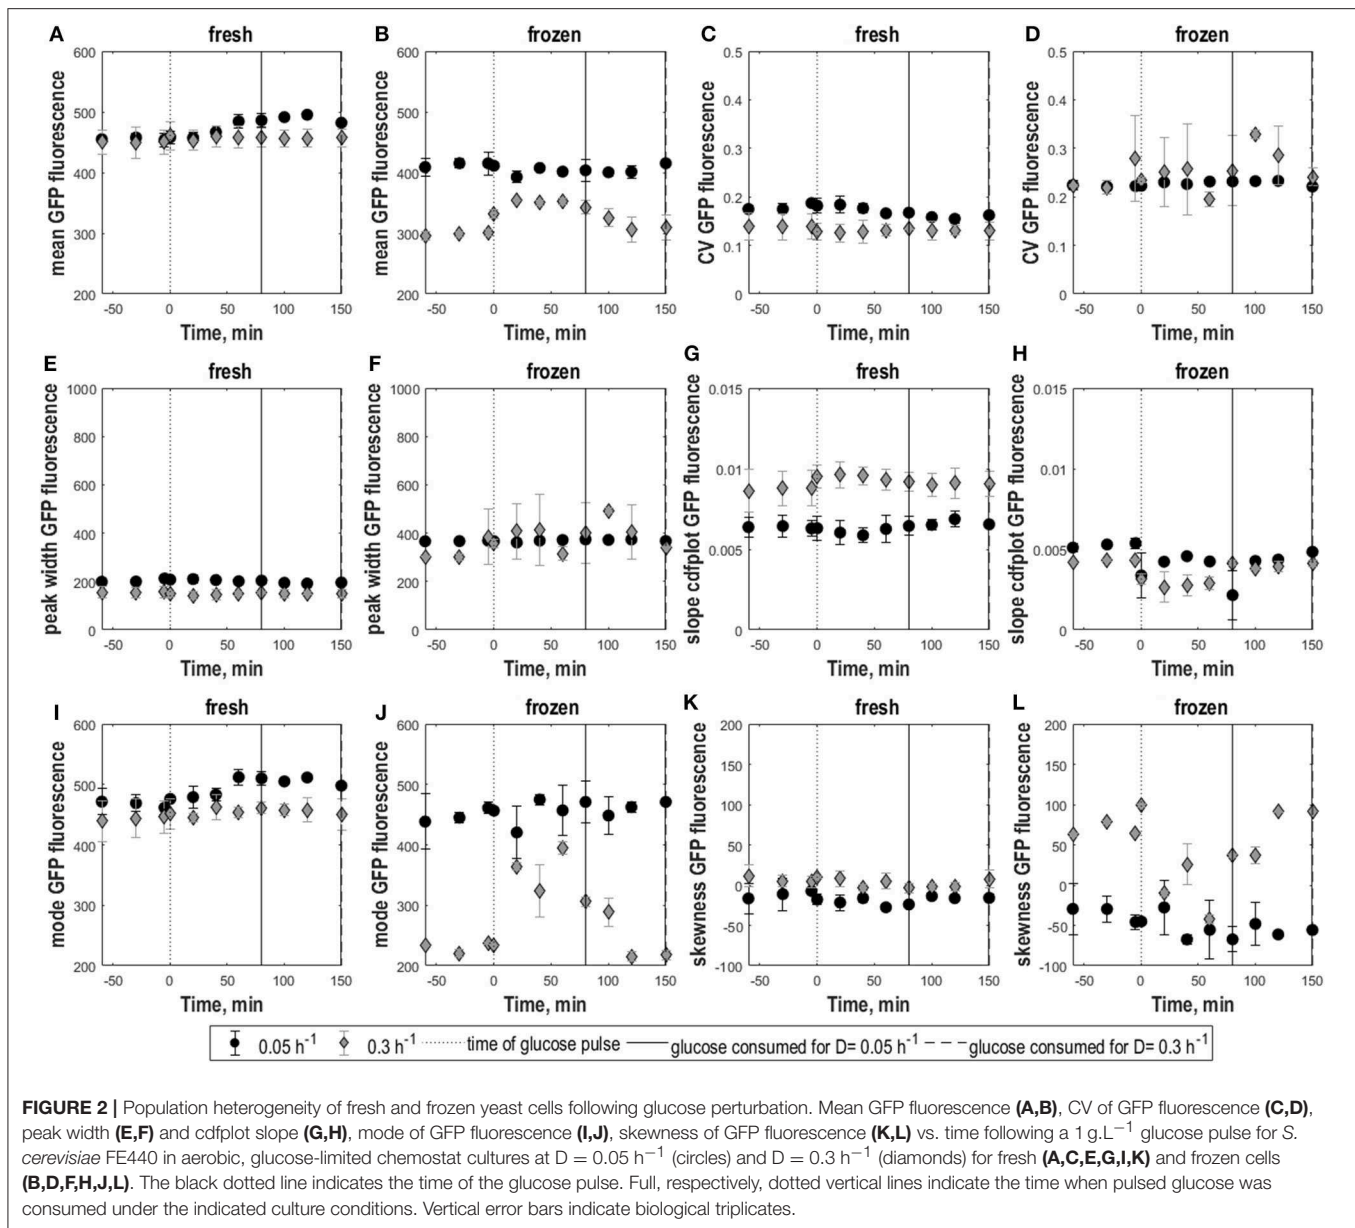 A fresh
B frozen
C fresh
D frozen
mean GFP fluorescence
600
500
400
300
200
-50 0 50 100 150
Time, min
mean GFP fluorescence
600
500
400
300
200
-50 0 50 100 150
Time, min
CV GFP fluorescence
0.5
0.4
0.3
0.2
0.1
0
-50 0 50 100 150
Time, min
CV GFP fluorescence
0.5
0.4
0.3
0.2
0.1
0
-50 0 50 100 150
Time, min
E fresh
F frozen
G fresh
H frozen
peak width GFP fluorescence
1000
800
600
400
200
0
-50 0 50 100 150
Time, min
peak width GFP fluorescence
1000
800
600
400
200
0
-50 0 50 100 150
Time, min
slope cdfplot GFP fluorescence
0.015
0.01
0.005
0
-50 0 50 100 150
Time, min
slope cdfplot GFP fluorescence
0.015
0.01
0.005
0
-50 0 50 100 150
Time, min
I fresh
J frozen
K fresh
L frozen
mode GFP fluorescence
600
500
400
300
200
-50 0 50 100 150
Time, min
mode GFP fluorescence
600
500
400
300
200
-50 0 50 100 150
Time, min
skewness GFP fluorescence
200
150
100
50
0
-50
-100
-50 0 50 100 150
Time, min
skewness GFP fluorescence
200
150
100
50
0
-50
-100
-50 0 50 100 150
Time, min
0.05 h⁻¹ 0.3 h⁻¹ time of glucose pulse glucose consumed for D= 0.05 h⁻¹ glucose consumed for D= 0.3 h⁻¹
FIGURE 2 | Population heterogeneity of fresh and frozen yeast cells following glucose perturbation. Mean GFP fluorescence (A,B), CV of GFP fluorescence (C,D),
peak width (E,F) and cdfplot slope (G,H), mode of GFP fluorescence (I,J), skewness of GFP fluorescence (K,L) vs. time following a 1 g.L⁻¹ glucose pulse for S.
cerevisiae FE440 in aerobic, glucose-limited chemostat cultures at D = 0.05 h⁻¹ (circles) and D = 0.3 h⁻¹ (diamonds) for fresh (A,C,E,G,I,K) and frozen cells
(B,D,F,H,J,L). The black dotted line indicates the time of the glucose pulse. Full, respectively, dotted vertical lines indicate the time when pulsed glucose was
consumed under the indicated culture conditions. Vertical error bars indicate biological triplicates.